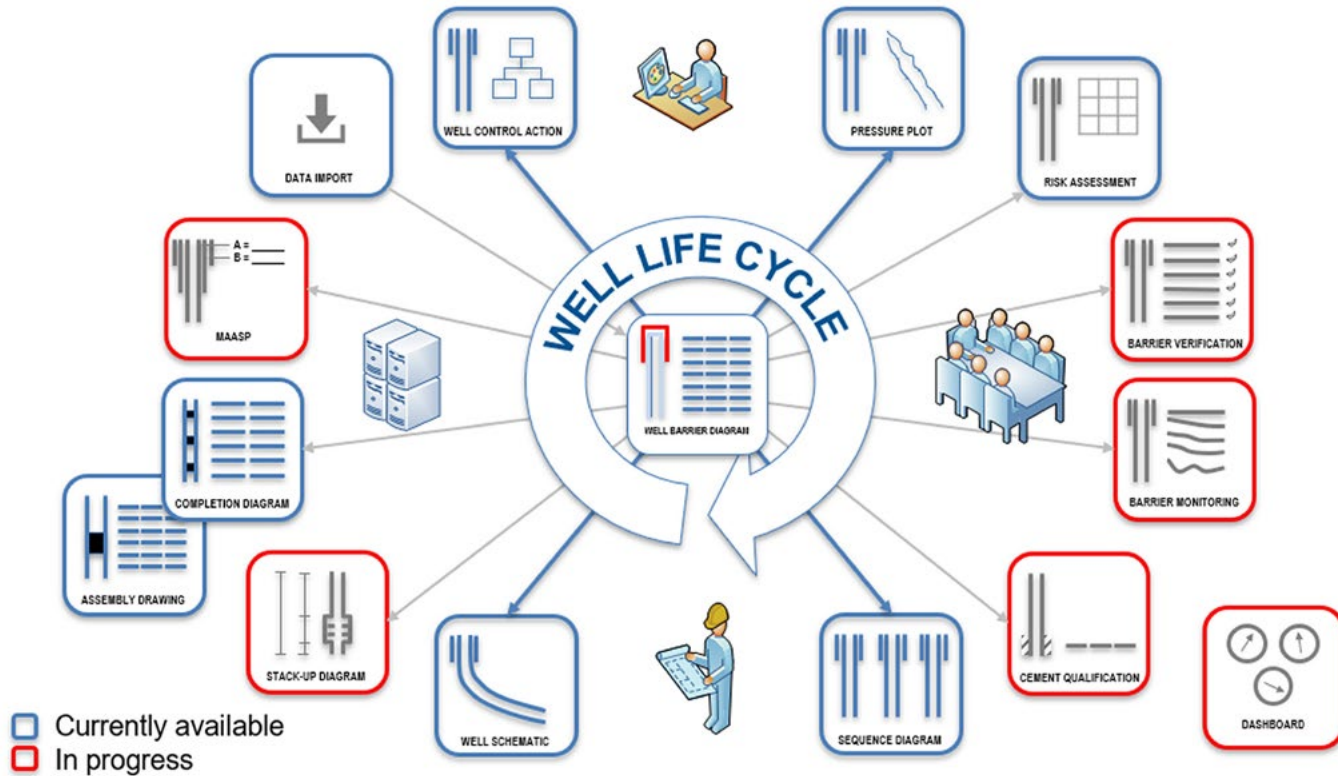 WELL CONTROL ACTION
PRESSURE PLOT
DATA IMPORT
RISK ASSESSMENT
WELL LIFE CYCLE
A =
B =
MAASP
BARRIER VERIFICATION
WELL BARRIER DIAGRAM
COMPLETION DIAGRAM
BARRIER MONITORING
ASSEMBLY DRAWING
STACK-UP DIAGRAM
CEMENT QUALIFICATION
WELL SCHEMATIC
SEQUENCE DIAGRAM
DASHBOARD
Currently available
In progress